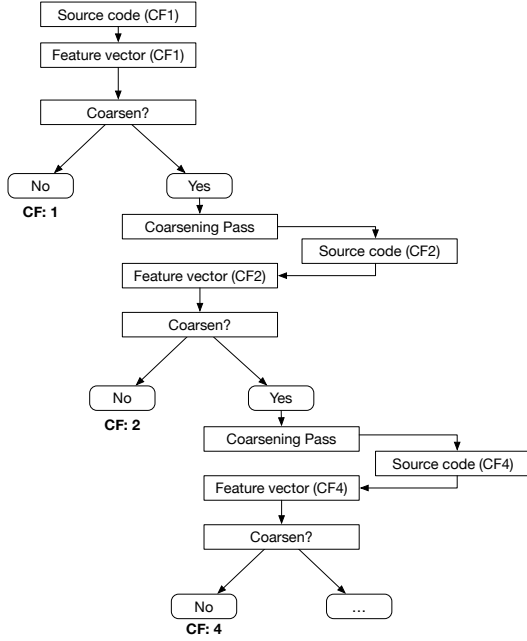 Source code (CF1)
Feature vector (CF1)
Coarsen?
No
Yes
CF: 1
Coarsening Pass
Source code (CF2)
Feature vector (CF2)
Coarsen?
No
Yes
CF: 2
Coarsening Pass
Source code (CF4)
Feature vector (CF4)
Coarsen?
No
...
CF: 4